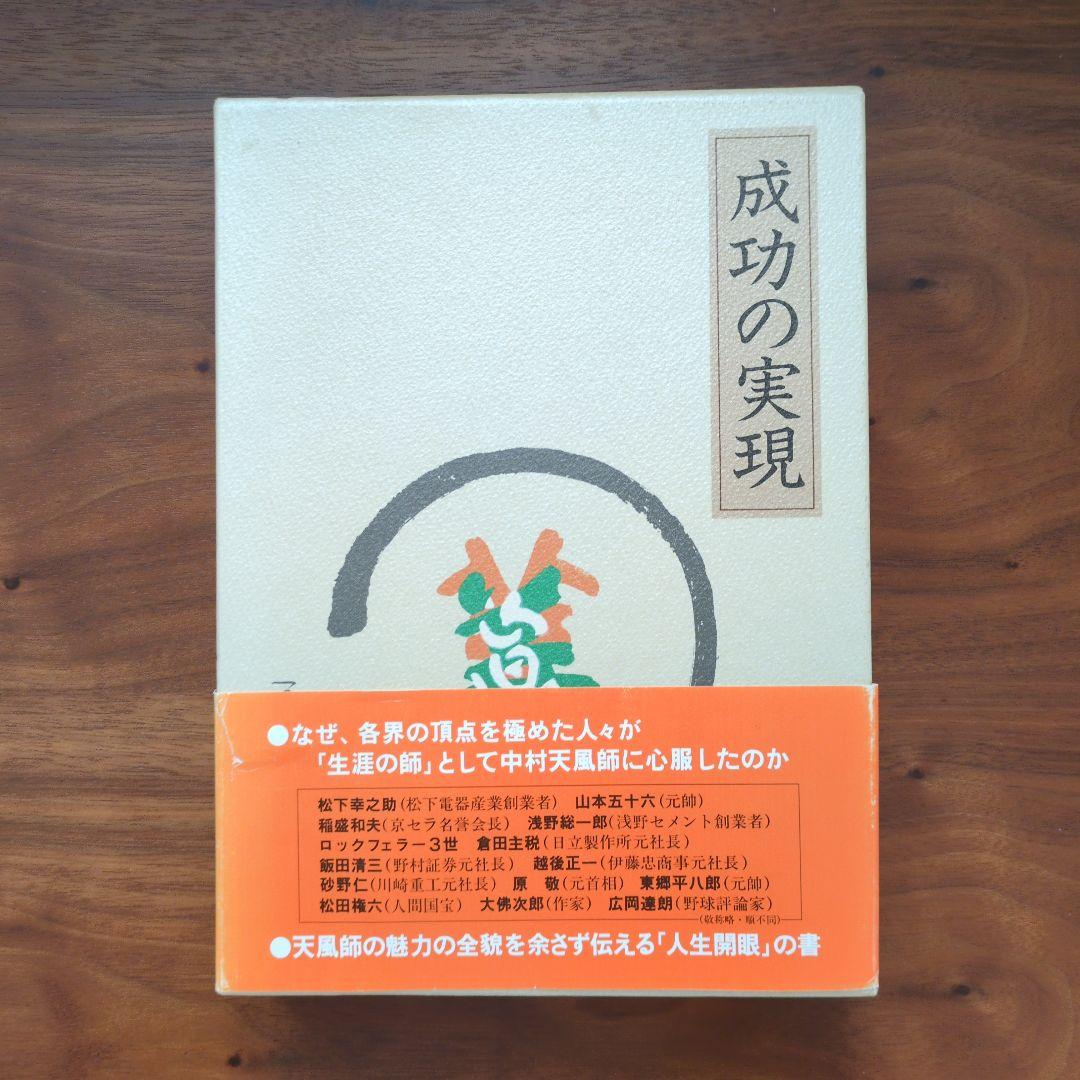 成功の実現
●なぜ、各界の頂点を極めた人々が
「生涯の師」として中村天風師に心服したのか
松下幸之助(松下電器産業創業者) 山本五十六(元帥)
稲盛和夫(京セラ名誉会長) 浅野総一郎(浅野セメント創業者)
ロックフェラー3世 倉田主税(日立製作所元社長)
飯田清三(野村証券元社長) 越後正一(伊藤忠商事元社長)
砂野仁(川崎重工元社長) 原 敬(元首相) 東郷平八郎(元帥)
松田権六(人間国宝) 大佛次郎(作家) 広岡達朗(野球評論家)
(敬称略・順不同)
●天風師の魅力の全貌を余さず伝える「人生開眼」の書